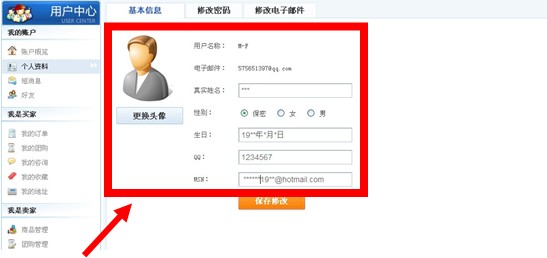 用户中心
USER CENTER
基本信息
修改密码
修改电子邮件
我的账户
账户概览
个人资料
短消息
好友
我是买家
我的订单
我的团购
我的咨询
我的收藏
我的地址
我是卖家
商品管理
团购管理
更换头像
用户名称: M-F
电子邮件: 575651397@qq.com
真实姓名: ***
性别: 保密 女 男
生日: 19**年*月*日
QQ: 1234567
MSN: ******19**@hotmail.com
保存修改